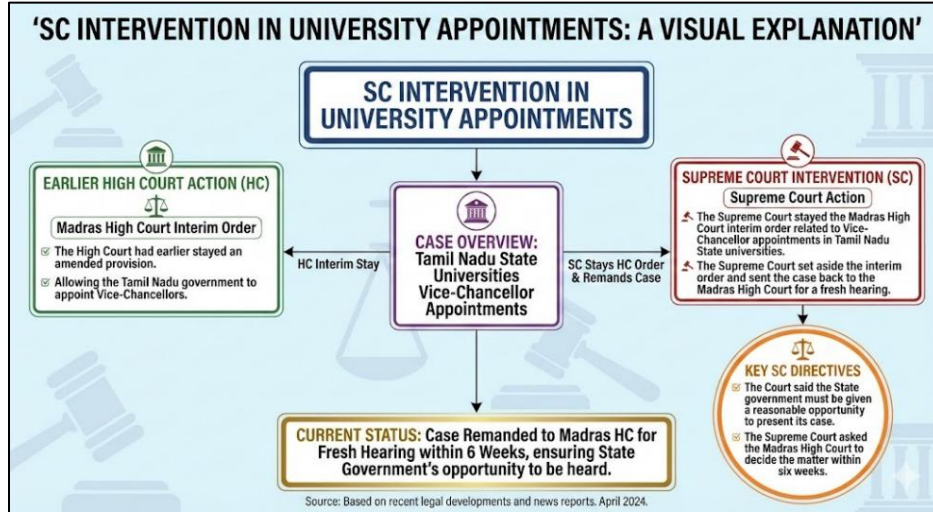 'SC INTERVENTION IN UNIVERSITY APPOINTMENTS: A VISUAL EXPLANATION'
SC INTERVENTION IN
UNIVERSITY APPOINTMENTS
EARLIER HIGH COURT ACTION (HC)
Madras High Court Interim Order
The High Court had earlier stayed an
amended provision.
Allowing the Tamil Nadu government to
appoint Vice-Chancellors.
HC Interim Stay
CASE OVERVIEW:
Tamil Nadu State
Universities
Vice-Chancellor
Appointments
SC Stays HC Order
& Remands Case
SUPREME COURT INTERVENTION (SC)
Supreme Court Action
The Supreme Court stayed the Madras High
Court interim order related to Vice-
Chancellor appointments in Tamil Nadu
State universities.
The Supreme Court set aside the interim
order and sent the case back to the
Madras High Court for a fresh hearing.
KEY SC DIRECTIVES
The Court said the State
government must be given
a reasonable opportunity
to present its case.
The Supreme Court asked
the Madras High Court to
decide the matter within
six weeks.
CURRENT STATUS: Case Remanded to Madras HC for
Fresh Hearing within 6 Weeks, ensuring State
Government's opportunity to be heard.
Source: Based on recent legal developments and news reports. April 2024.